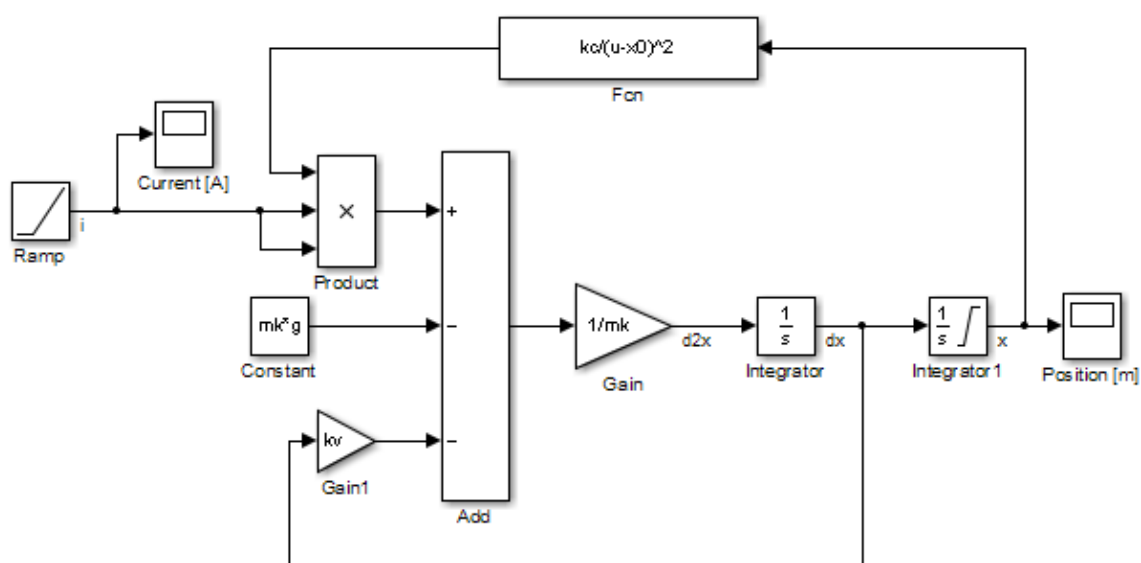 kc/(u-x0)^2
Fcn
Current [A]
i
Ramp
×
Product
+
mk*g
Constant
−
1/mk
Gain
d2x
1
s
Integrator
dx
1
s
Integrator1
x
Position [m]
kv
Gain1
−
Add